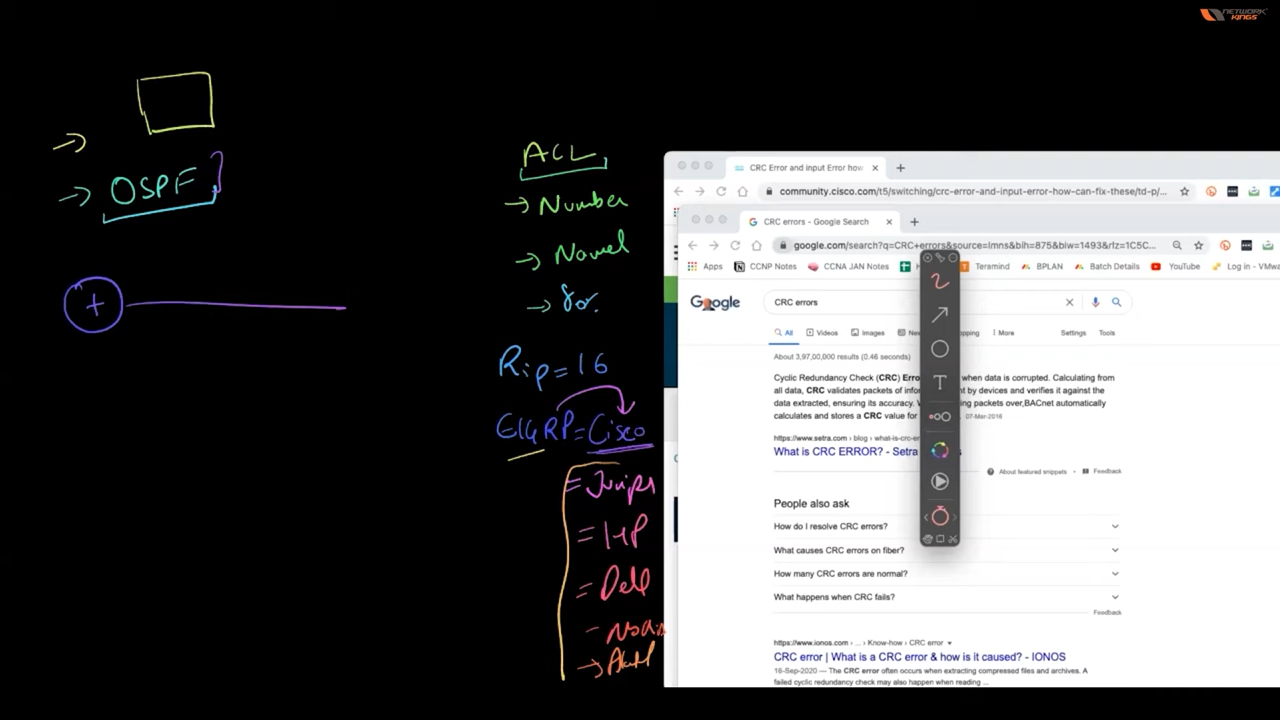 NETWORK
KINGS
→ OSPF }
+
ACL
→ Number
→ Named
Rip = 16
EIGRP = Cisco
= HP
= Dell
CRC Error and input Error how
community.cisco.com/t5/switching/crc-error-and-input-error-how-can-fix-these/td-p/...
CRC errors - Google Search
google.com/search?q=CRC+errors&source=lmns&bih=875&biw=1493&rlz=1C5C...
Apps
CCNP Notes
CCNA JAN Notes
Teramind
BPLAN
Batch Details
YouTube
Log in - VMwa
Google
CRC errors
All
Videos
Images
More
Settings
Tools
About 3,97,00,000 results (0.46 seconds)
Cyclic Redundancy Check (CRC) when data is corrupted. Calculating from
all data, CRC validates packets of by devices and verifies it against the
data extracted, ensuring its accuracy. packets over,BACnet automatically
calculates and stores a CRC value for 07-Mar-2016
https://www.setra.com › blog
What is CRC ERROR? - Setra
About featured snippets
Feedback
People also ask
How do I resolve CRC errors?
What causes CRC errors on fiber?
How many CRC errors are normal?
What happens when CRC fails?
Feedback
https://www.ionos.com › ... › Know-how › CRC error
CRC error | What is a CRC error & how is it caused? - IONOS
16-Sep-2020 — The CRC error often occurs when extracting compressed files and archives. A
failed cyclic redundancy check may also happen when reading ...
T